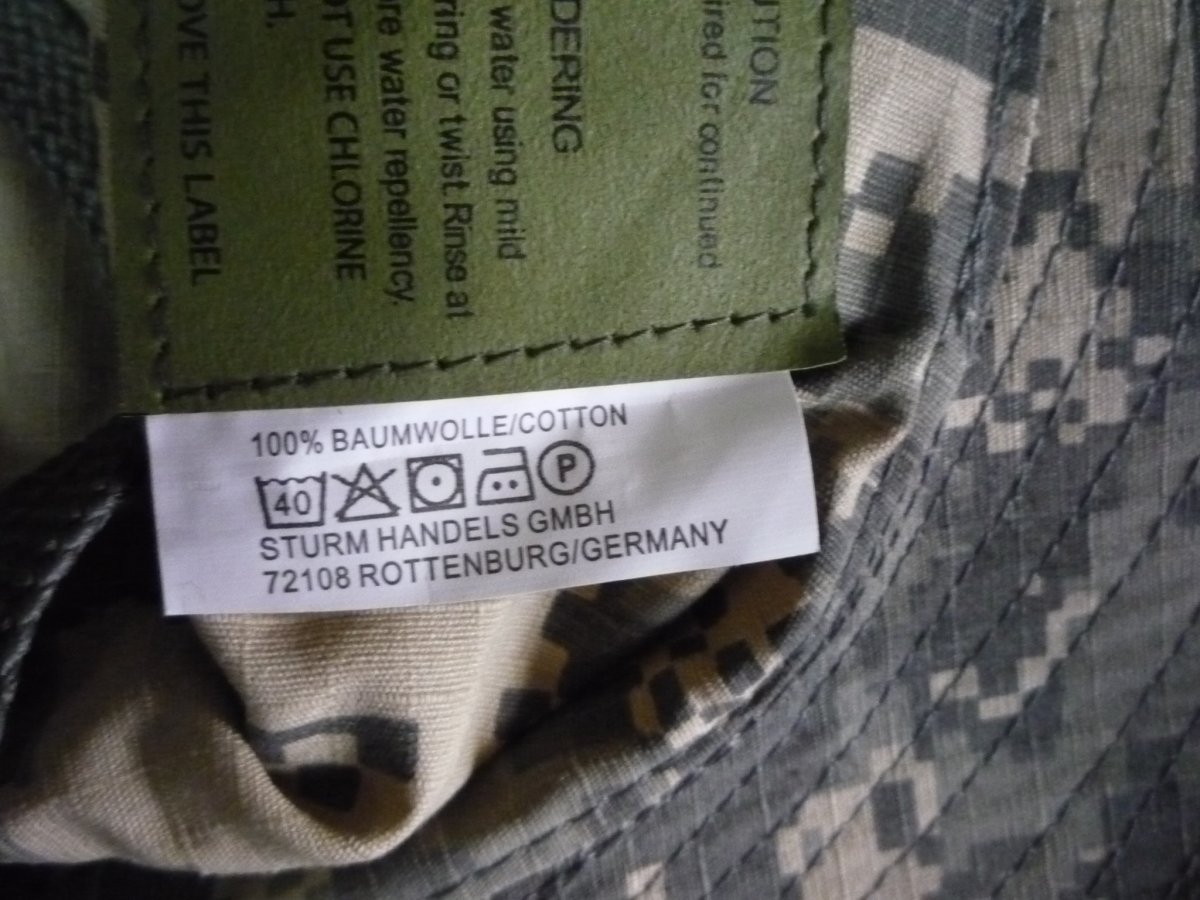 UTION
ired for continued
DERING
water using mild
ring or twist. Rinse at
re water repellency.
OT USE CHLORINE
H.
OVE THIS LABEL
100% BAUMWOLLE/COTTON
40 P
STURM HANDELS GMBH
72108 ROTTENBURG/GERMANY